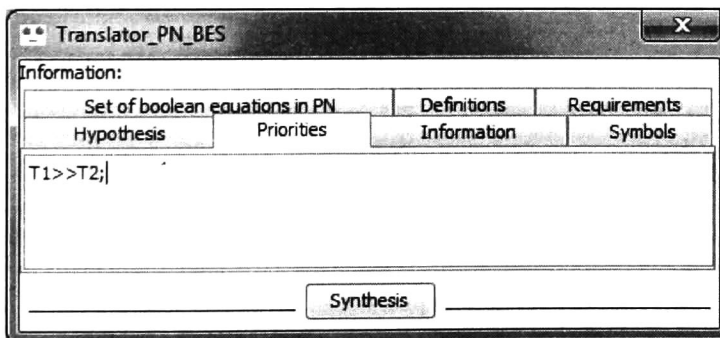 Translator_PN_BES
X
Information:
Set of boolean equations in PN Definitions Requirements
Hypothesis Priorities Information Symbols
T1>>T2;
Synthesis